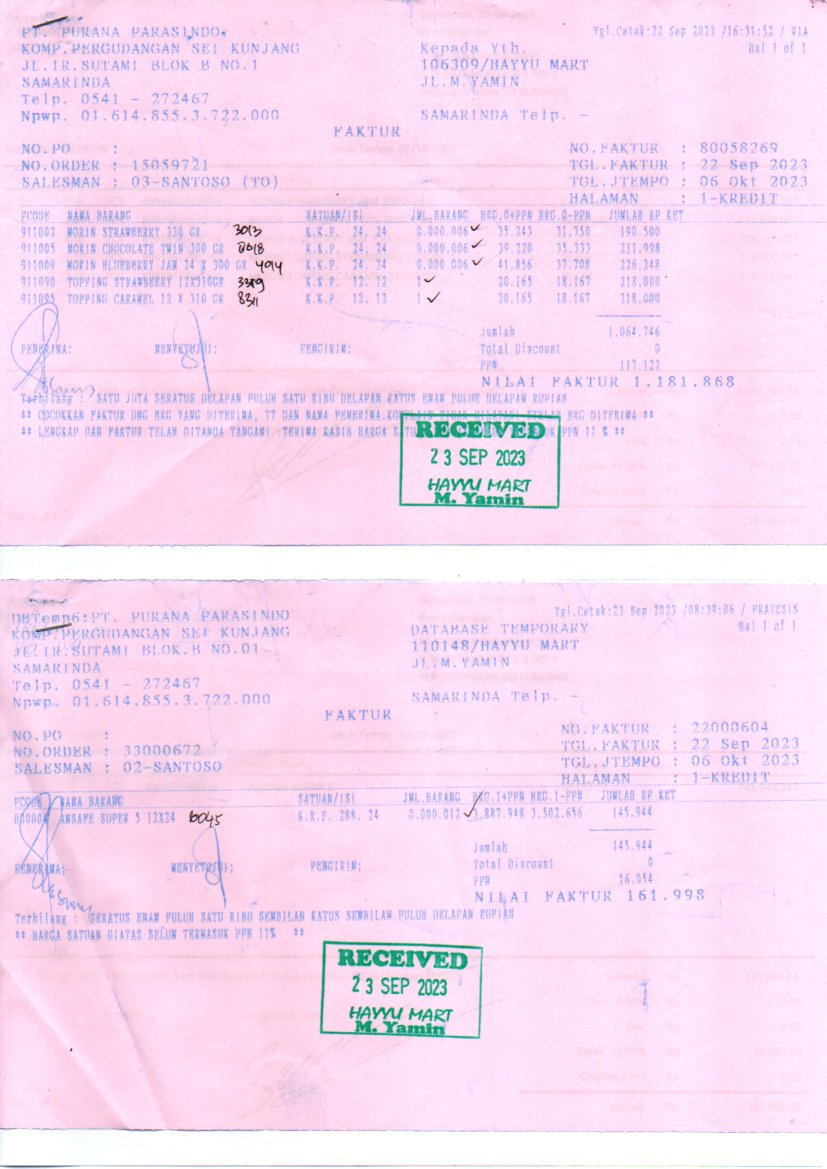 PT. PURANA PARASINDO. Tgl.Cetak:22 Sep 2023 /16:31:52 / VIA
KOMP.PERGUDANGAN SEI KUNJANG Kepada Yth. Hal 1 of 1
JL.IR.SUTAMI BLOK B NO.1 106309/HAYYU MART
SAMARINDA JL.M.YAMIN
Telp. 0541 - 272467
Npwp. 01.614.855.3.722.000 SAMARINDA Telp. -
FAKTUR
NO.PO : NO.FAKTUR : 80058269
NO.ORDER : 15059721 TGL.FAKTUR : 22 Sep 2023
SALESMAN : 03-SANTOSO (TO) TGL.JTEMPO : 06 Okt 2023
HALAMAN : 1-KREDIT
PCODE NAMA BARANG SATUAN/ISI JML.BARANG HRG.0+PPN HRG.0-PPN JUMLAH RP KET
911002 MORIN STRAWBERRY 330 GR 3013 K.K.P. 24. 24 0.000.006 35.243 31.750 190.500
911005 MORIN CHOCOLATE TWIN 300 GR K.K.P. 24. 24 0.000.006 39.220 35.333 211.998
911009 MORIN BLUEBERRY JAM 24 X 300 GR 4014 K.K.P. 24. 24 0.000.006 41.856 37.708 226.248
911090 TOPPING STRAWBERRY 12X310GR 3389 K.K.P. 12. 12 1 20.165 18.167 218.000
911095 TOPPING CARAMEL 12 X 310 GR 8311 K.K.P. 12. 12 1 20.165 18.167 218.000
Jumlah 1.064.746
PENERIMA: MENYETUJUI: PENGIRIM: Total Discount 0
PPN 117.122
NILAI FAKTUR 1.181.868
Terbilang : SATU JUTA SERATUS DELAPAN PULUH SATU RIBU DELAPAN RATUS ENAM PULUH DELAPAN RUPIAH
** COCOKKAN FAKTUR DNG BRG YANG DITERIMA, TT DAN NAMA PENERIMA.KOMPLAIN TIDAK DILAYANI SETELAH BRG DITERIMA **
** LENGKAP DAN FAKTUR TELAH DITANDA TANGANI .TERIMA KASIH HARGA SATUAN PPN 11 % **
RECEIVED
23 SEP 2023
HAYYU MART
M. Yamin
DBTemp6:PT. PURANA PARASINDO Tgl.Cetak:23 Sep 2023 /08:39:06 / PRATESIS
KOMP.PERGUDANGAN SEI KUNJANG DATABASE TEMPORARY Hal 1 of 1
JL.IR.SUTAMI BLOK.B NO.01 110148/HAYYU MART
SAMARINDA JL.M.YAMIN
Telp. 0541 - 272467
Npwp. 01.614.855.3.722.000 SAMARINDA Telp. -
FAKTUR
NO.PO : NO.FAKTUR : 22000604
NO.ORDER : 33000672 TGL.FAKTUR : 22 Sep 2023
SALESMAN : 02-SANTOSO TGL.JTEMPO : 06 Okt 2023
HALAMAN : 1-KREDIT
PCODE NAMA BARANG SATUAN/ISI JML.BARANG HRG.1+PPN HRG.1-PPN JUMLAH RP KET
000004 AMSAFE SUPER 5 12X24 K.R.F. 288. 24 0.000.012 3.887.948 3.502.656 145.944
Jumlah 145.944
PENERIMA; MENYETUJUI; PENGIRIM; Total Discount 0
PPN 16.054
NILAI FAKTUR 161.998
Terbilang : SERATUS ENAM PULUH SATU RIBU SEMBILAN RATUS SEMBILAN PULUH DELAPAN RUPIAH
** HARGA SATUAN DIATAS BELUM TERMASUK PPN 11% **
RECEIVED
23 SEP 2023
HAYYU MART
M. Yamin